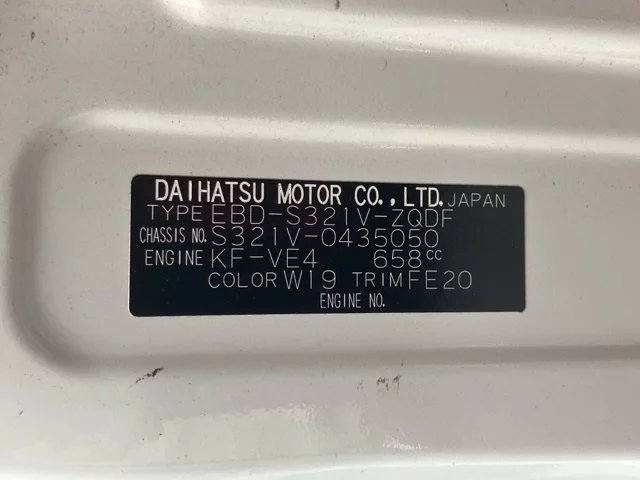 DAIHATSU MOTOR CO., LTD. JAPAN
TYPE EBD-S321V-ZQDF
CHASSIS NO. S321V-0435050
ENGINE KF-VE4 658cc
COLOR W19 TRIM FE20
ENGINE NO.